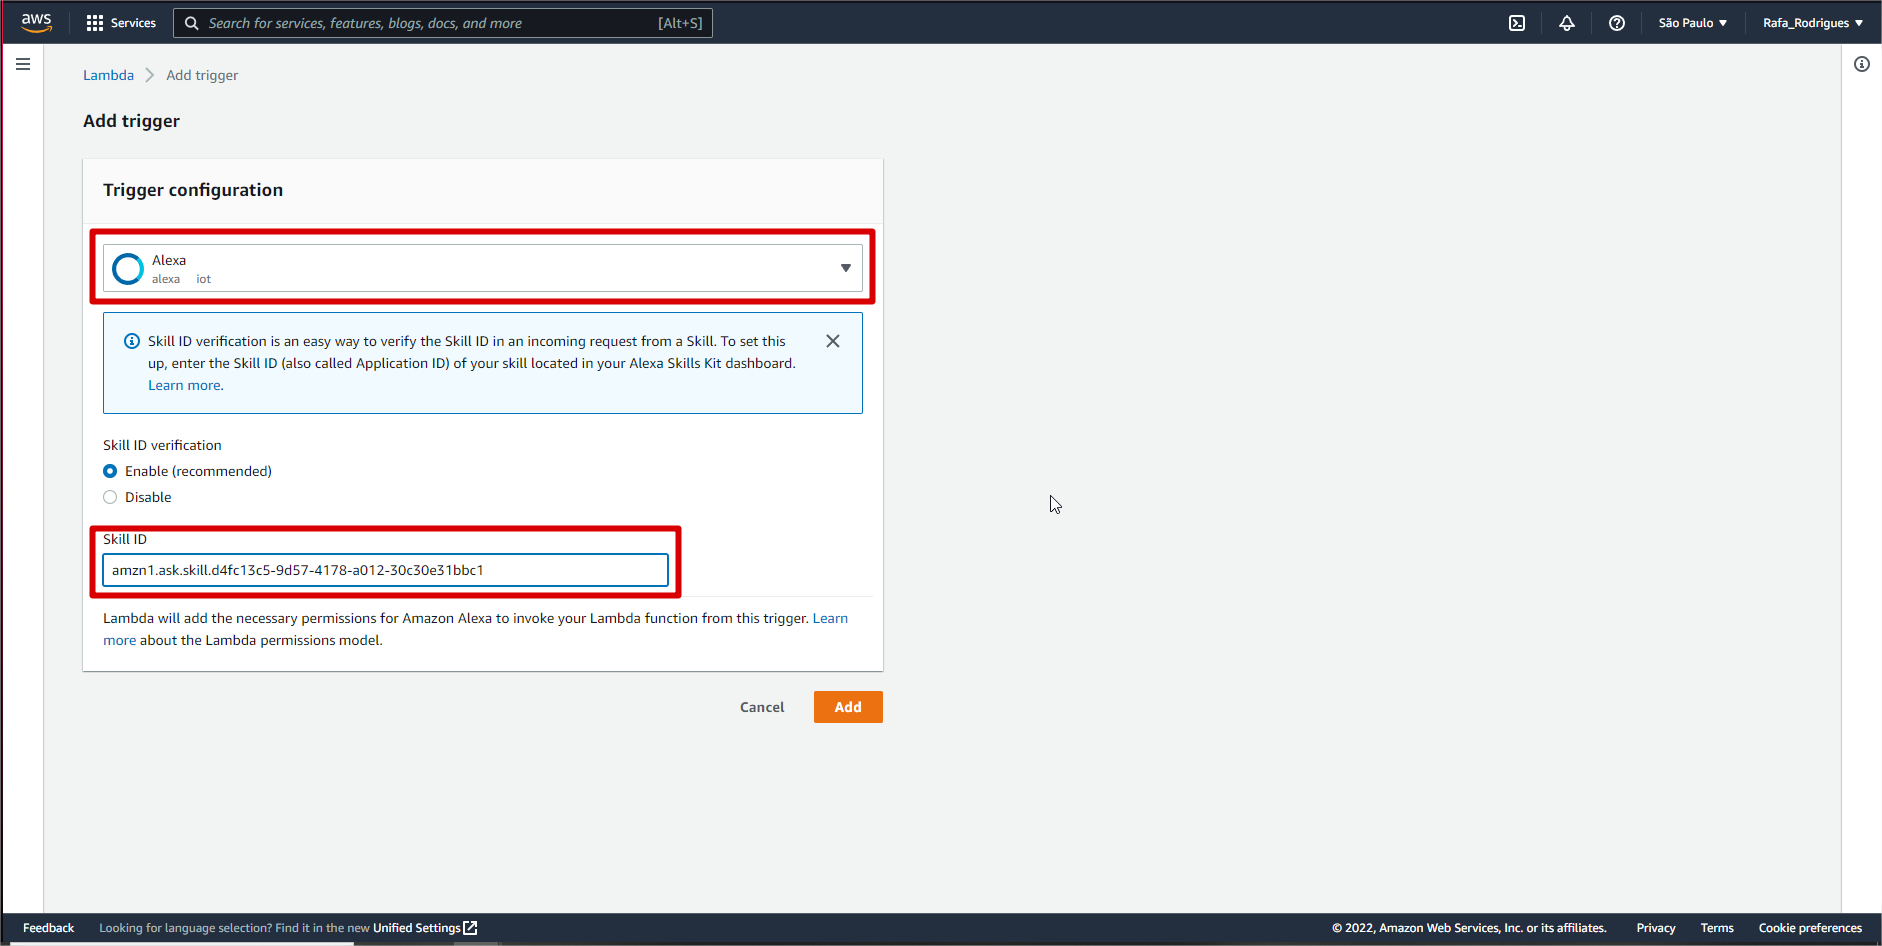 aws
Services
Search for services, features, blogs, docs, and more
[Alt+S]
São Paulo
Rafa_Rodrigues
Lambda
Add trigger
Add trigger
Trigger configuration
Alexa
alexa iot
Skill ID verification is an easy way to verify the Skill ID in an incoming request from a Skill. To set this
up, enter the Skill ID (also called Application ID) of your skill located in your Alexa Skills Kit dashboard.
Learn more.
Skill ID verification
Enable (recommended)
Disable
Skill ID
amzn1.ask.skill.d4fc13c5-9d57-4178-a012-30c30e31bbc1
Lambda will add the necessary permissions for Amazon Alexa to invoke your Lambda function from this trigger. Learn
more about the Lambda permissions model.
Cancel
Add
Feedback
Looking for language selection? Find it in the new Unified Settings
© 2022, Amazon Web Services, Inc. or its affiliates.
Privacy
Terms
Cookie preferences